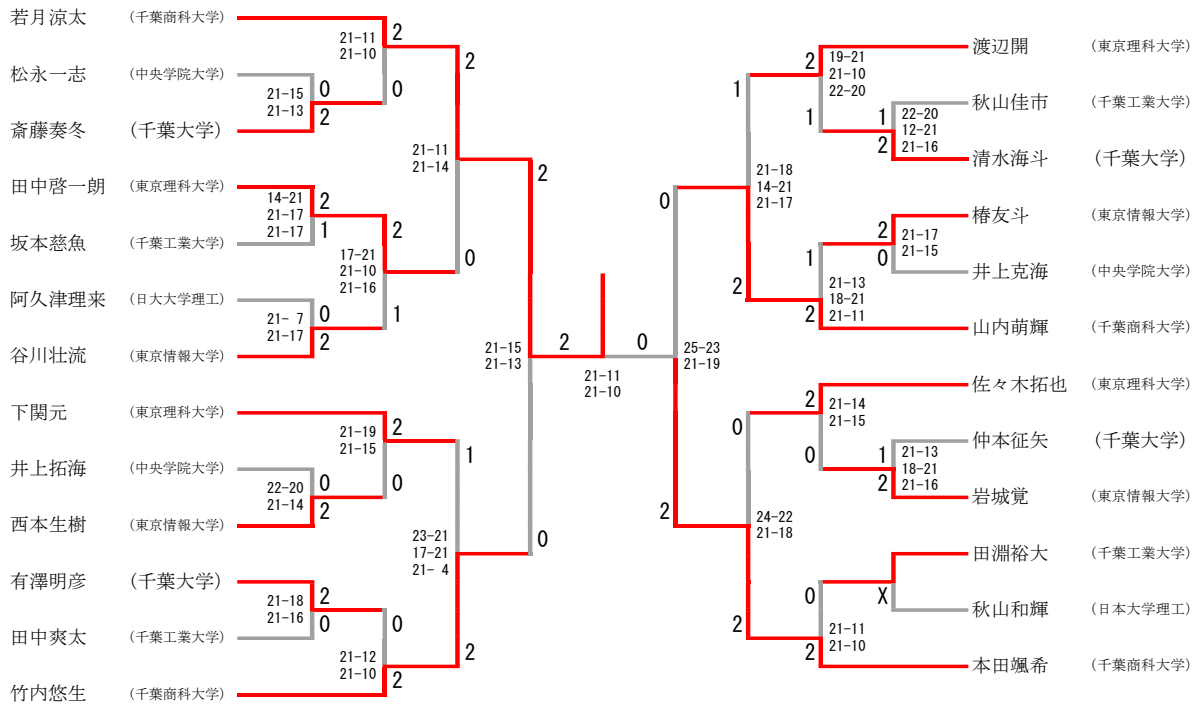 若月涼太 (千葉商科大学)
21-11 2
21-10
2
松永一志 (中央学院大学)
21-15 0 0
21-13 2
斎藤奏冬 (千葉大学)
21-11 2
21-14
田中啓一朗 (東京理科大学)
14-21 2
21-17 1 2
21-17
坂本慈魚 (千葉工業大学)
17-21 0
21-10
21-16
阿久津理来 (日大大学理工)
21- 7 0 1
21-17 2
谷川壮流 (東京情報大学)
21-15 2
21-13
下関元 (東京理科大学)
21-19 2
21-15 1
井上拓海 (中央学院大学)
22-20 0 0
21-14 2
西本生樹 (東京情報大学)
23-21 0
17-21
21- 4
有澤明彦 (千葉大学)
21-18 2
21-16 0 0
田中爽太 (千葉工業大学)
21-12 2
21-10 2
竹内悠生 (千葉商科大学)
21-11
21-10
0
渡辺開 (東京理科大学)
2 19-21
21-10
22-20
1
秋山佳市 (千葉工業大学)
1 1 22-20
12-21
2 21-16
清水海斗 (千葉大学)
21-18
14-21
21-17
0
椿友斗 (東京情報大学)
2 21-17
1 0 21-15
井上克海 (中央学院大学)
2 21-13
18-21
2 21-11
山内萌輝 (千葉商科大学)
25-23
21-19
佐々木拓也 (東京理科大学)
2 21-14
21-15
0
仲本征矢 (千葉大学)
0 1 21-13
18-21
2 21-16
岩城覚 (東京情報大学)
2 24-22
21-18
田淵裕大 (千葉工業大学)
0 X
秋山和輝 (日本大学理工)
2 21-11
2 21-10
本田颯希 (千葉商科大学)